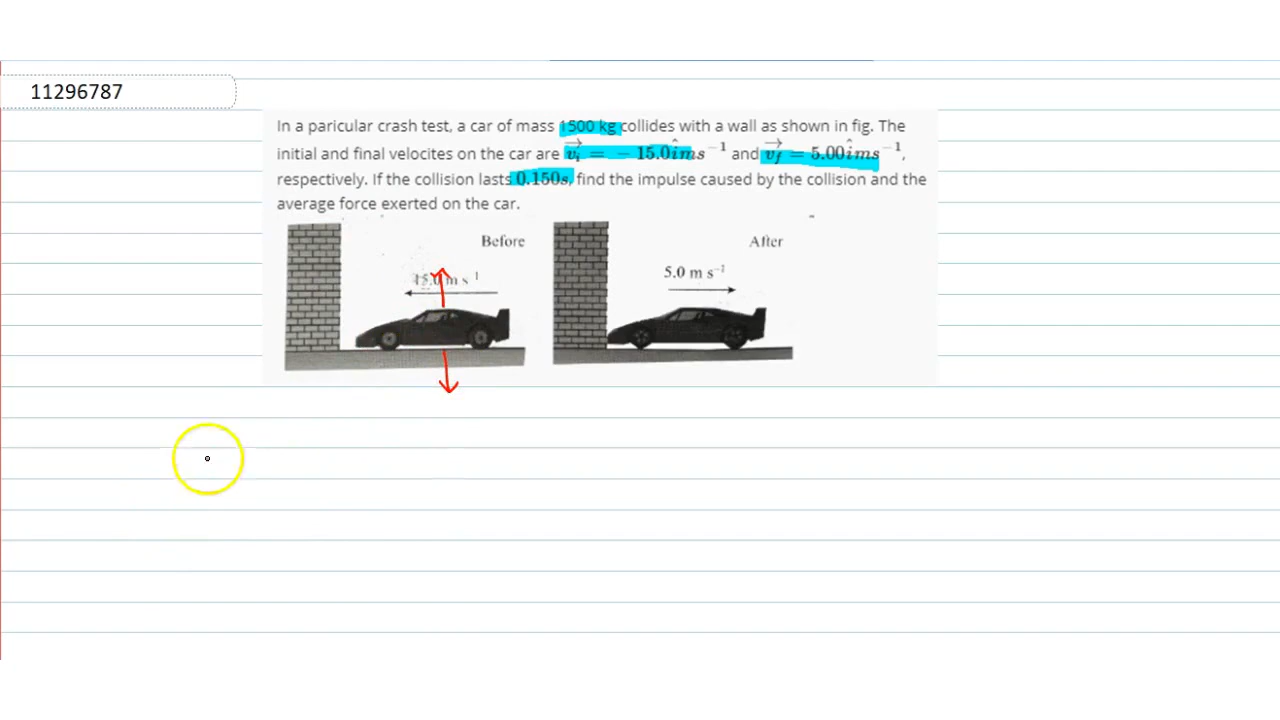 11296787
In a paricular crash test, a car of mass 1500 kg collides with a wall as shown in fig. The
initial and final velocites on the car are $\vec{v_i} = -15.0\hat{i}ms^{-1}$ and $\vec{v_f} = 5.00\hat{i}ms^{-1}$,
respectively. If the collision lasts 0.150s, find the impulse caused by the collision and the
average force exerted on the car.
Before
After
15.0 m s⁻¹
5.0 m s⁻¹